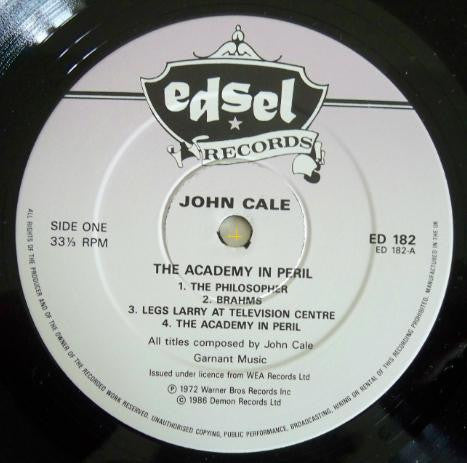 edsel
RECORDS
JOHN CALE
4
SIDE ONE
33⅓ RPM
ED 182
ED 182-A
THE ACADEMY IN PERIL
1. THE PHILOSOPHER
2. BRAHMS
3. LEGS LARRY AT TELEVISION CENTRE
4. THE ACADEMY IN PERIL
All titles composed by John Cale
Garnant Music
Issued under licence from WEA Records Ltd
Ⓟ 1972 Warner Bros Records Inc
© 1986 Demon Records Ltd
ALL RIGHTS OF THE PRODUCER AND OF THE OWNER OF THE RECORDED WORK RESERVED. UNAUTHORISED COPYING, PUBLIC PERFORMANCE, BROADCASTING, HIRING OR RENTAL OF THIS RECORDING PROHIBITED. MANUFACTURED IN THE UK